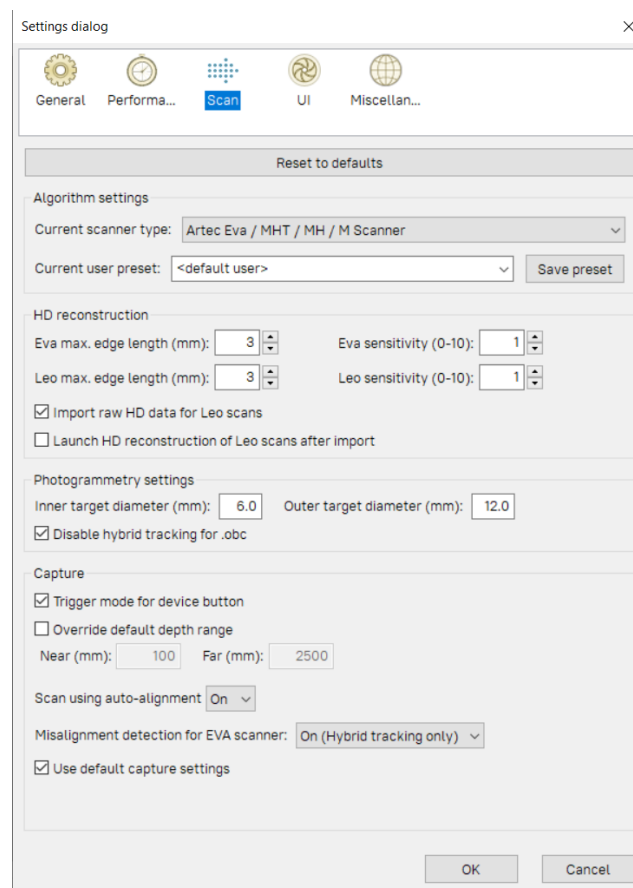 Settings dialog
General Performa... Scan UI Miscellan...
Reset to defaults
Algorithm settings
Current scanner type: Artec Eva / MHT / MH / M Scanner
Current user preset: <default user> Save preset
HD reconstruction
Eva max. edge length (mm): 3 Eva sensitivity (0-10): 1
Leo max. edge length (mm): 3 Leo sensitivity (0-10): 1
Import raw HD data for Leo scans
Launch HD reconstruction of Leo scans after import
Photogrammetry settings
Inner target diameter (mm): 6.0 Outer target diameter (mm): 12.0
Disable hybrid tracking for .obc
Capture
Trigger mode for device button
Override default depth range
Near (mm): 100 Far (mm): 2500
Scan using auto-alignment On
Misalignment detection for EVA scanner: On (Hybrid tracking only)
Use default capture settings
OK Cancel